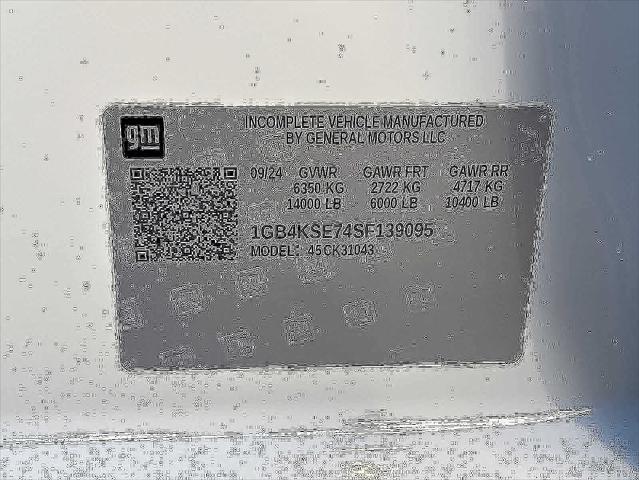 gm
INCOMPLETE VEHICLE MANUFACTURED
BY GENERAL MOTORS LLC
09/24 GVWR GAWR FRT GAWR RR
6350 KG 2722 KG 4717 KG
14000 LB 6000 LB 10400 LB
1GB4KSE74SF139095
MODEL: 45CK31043